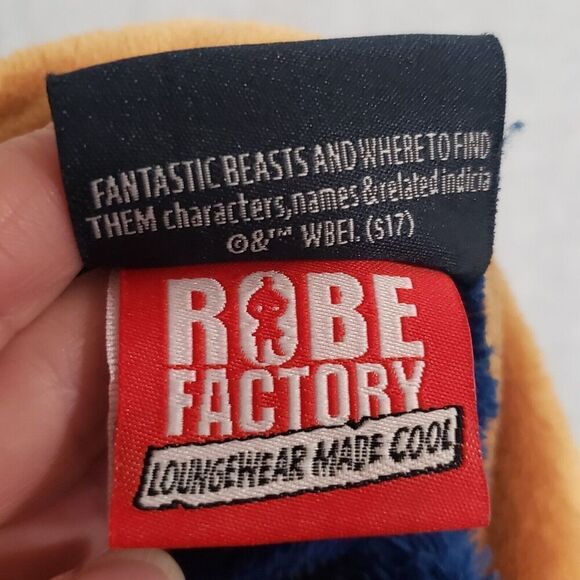 FANTASTIC BEASTS AND WHERE TO FIND
THEM characters, names & related indicia
©&™ WBEI. (S17)
ROBE
FACTORY
LOUNGEWEAR MADE COOL